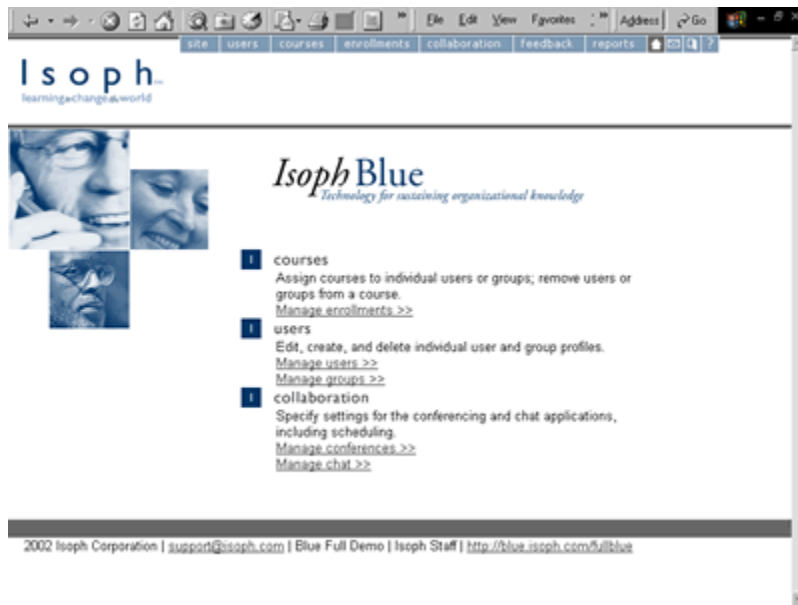 File Edit View Favorites Address Go
site users courses enrollments collaboration feedback reports ?
Isoph
learning change world
Isoph Blue
Technology for sustaining organizational knowledge
courses
Assign courses to individual users or groups; remove users or
groups from a course.
Manage enrollments >>
users
Edit, create, and delete individual user and group profiles.
Manage users >>
Manage groups >>
collaboration
Specify settings for the conferencing and chat applications,
including scheduling.
Manage conferences >>
Manage chat >>
2002 Isoph Corporation | support@isoph.com | Blue Full Demo | Isoph Staff | http://blue.isoph.com/fullblue